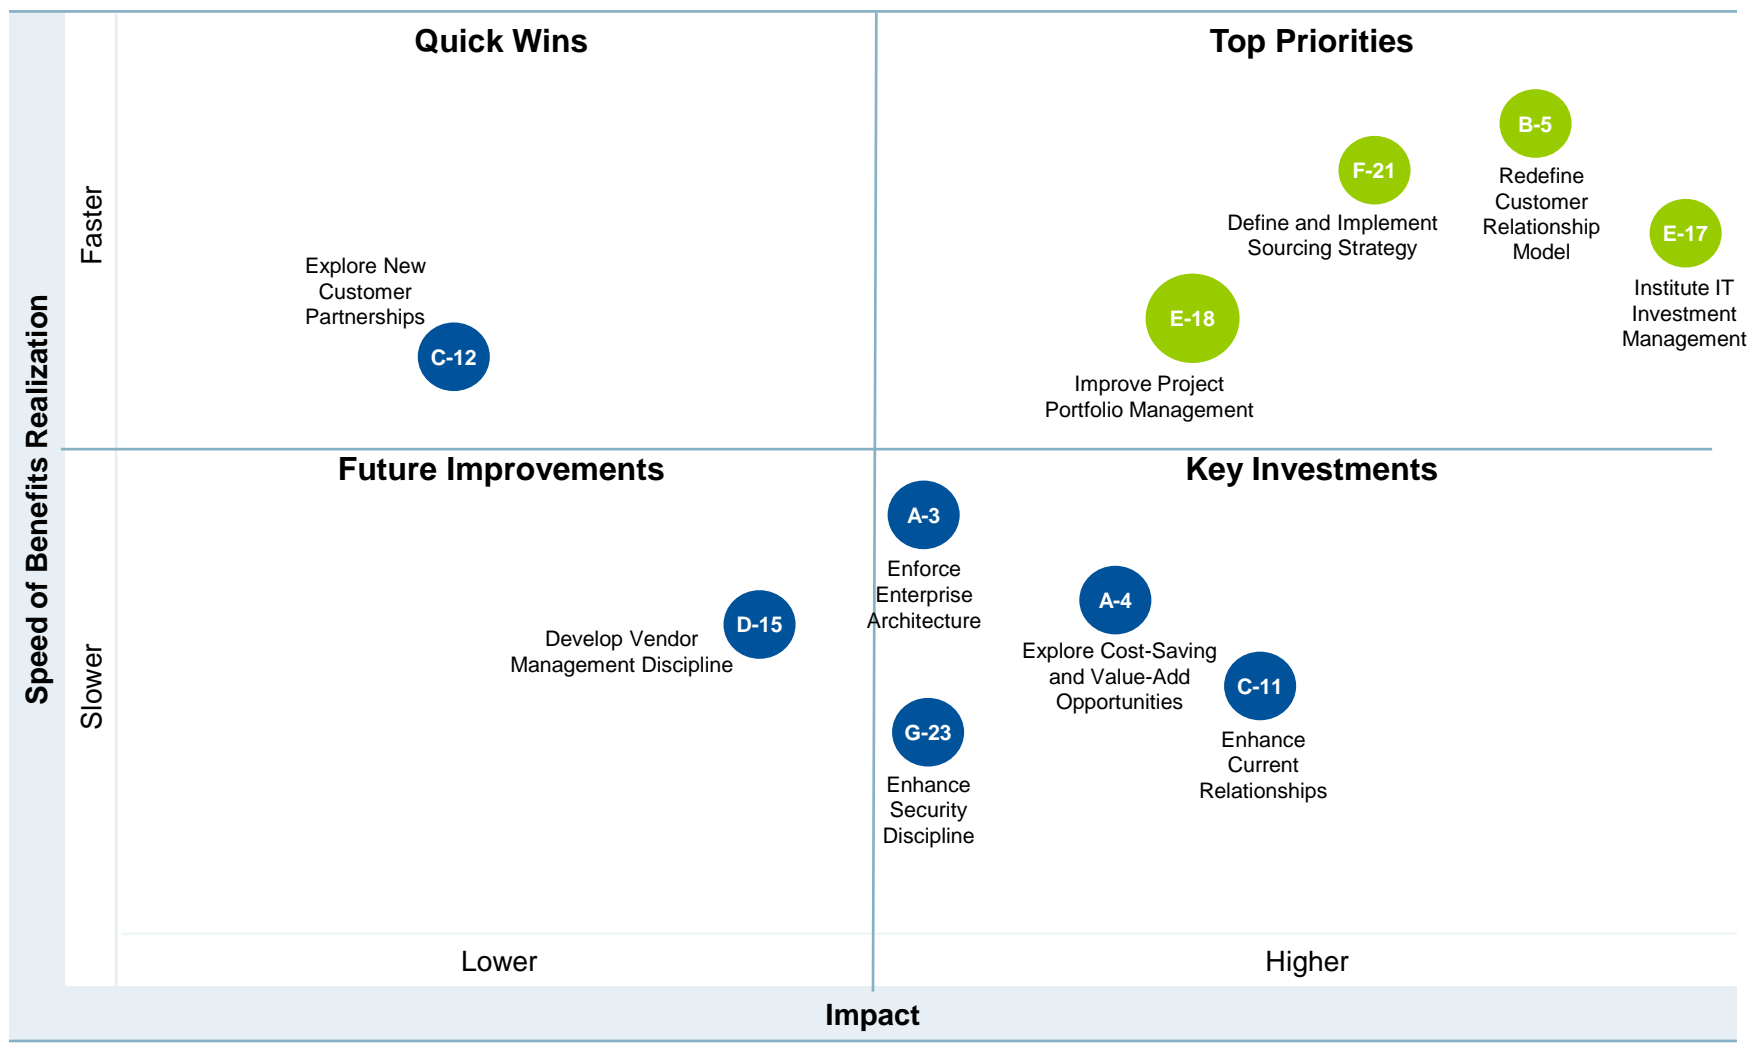 Quick Wins
Top Priorities
B-5
Redefine
Customer
Relationship
Model
F-21
Define and Implement
Sourcing Strategy
E-17
Institute IT
Investment
Management
E-18
Improve Project
Portfolio Management
Explore New
Customer
Partnerships
C-12
Faster
Speed of Benefits Realization
Slower
Future Improvements
Key Investments
A-3
Enforce
Enterprise
Architecture
D-15
Develop Vendor
Management Discipline
A-4
Explore Cost-Saving
and Value-Add
Opportunities
C-11
Enhance
Current
Relationships
G-23
Enhance
Security
Discipline
Lower
Higher
Impact